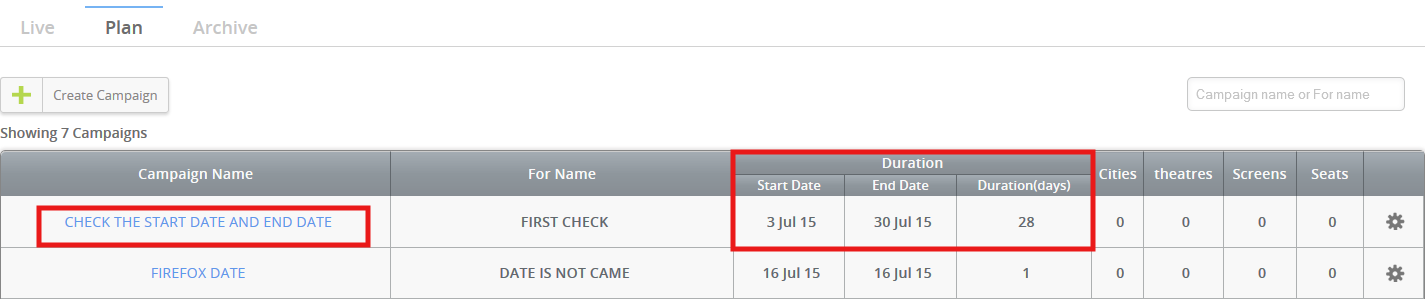 Live Plan Archive
Create Campaign Campaign name or For name
Showing 7 Campaigns
Campaign Name For Name Duration Cities theatres Screens Seats
Start Date End Date Duration(days)
CHECK THE START DATE AND END DATE FIRST CHECK 3 Jul 15 30 Jul 15 28 0 0 0 0
FIREFOX DATE DATE IS NOT CAME 16 Jul 15 16 Jul 15 1 0 0 0 0